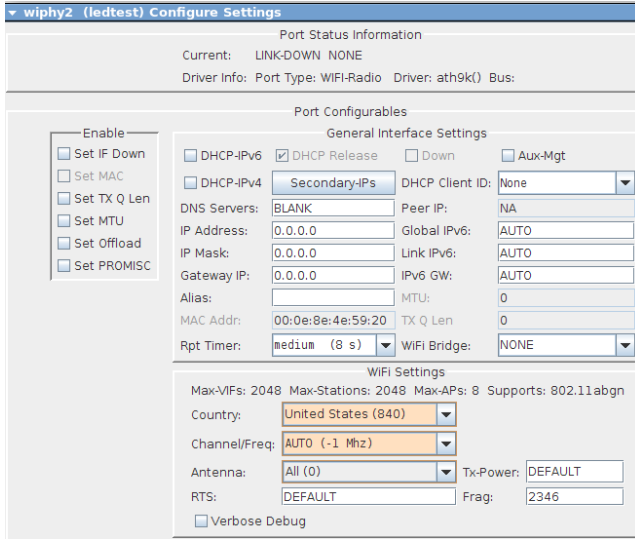 wiphy2 (ledtest) Configure Settings
Port Status Information
Current: LINK-DOWN NONE
Driver Info: Port Type: WIFI-Radio Driver: ath9k() Bus:
Port Configurables
Enable
Set IF Down
Set MAC
Set TX Q Len
Set MTU
Set Offload
Set PROMISC
General Interface Settings
DHCP-IPv6 DHCP Release Down Aux-Mgt
DHCP-IPv4 Secondary-IPs DHCP Client ID: None
DNS Servers: BLANK Peer IP: NA
IP Address: 0.0.0.0 Global IPv6: AUTO
IP Mask: 0.0.0.0 Link IPv6: AUTO
Gateway IP: 0.0.0.0 IPv6 GW: AUTO
Alias: MTU: 0
MAC Addr: 00:0e:8e:4e:59:20 TX Q Len 0
Rpt Timer: medium (8 s) WiFi Bridge: NONE
WiFi Settings
Max-VIFs: 2048 Max-Stations: 2048 Max-APs: 8 Supports: 802.11abgn
Country: United States (840)
Channel/Freq: AUTO (-1 Mhz)
Antenna: All (0) Tx-Power: DEFAULT
RTS: DEFAULT Frag: 2346
Verbose Debug